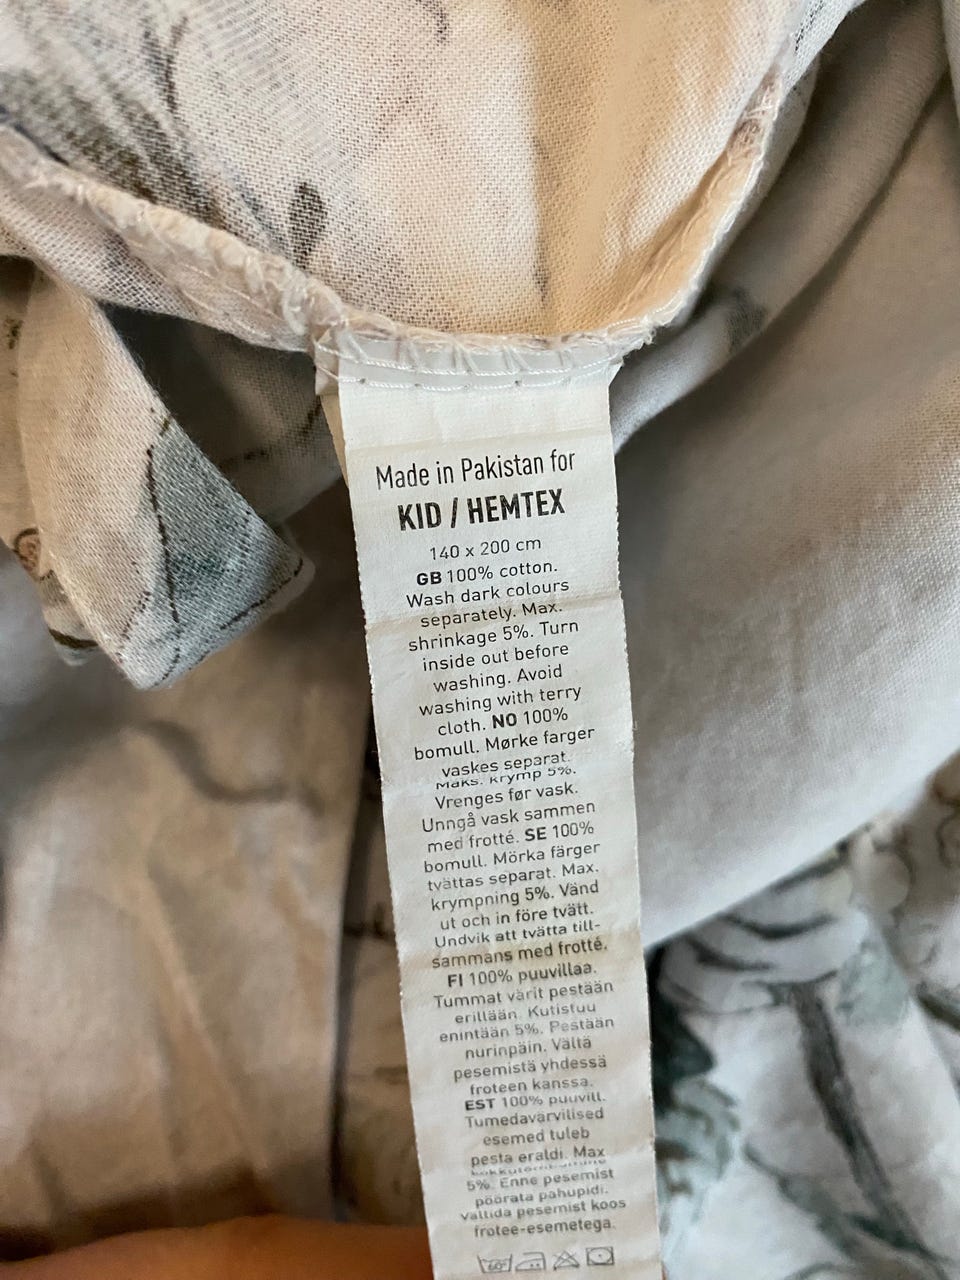 Made in Pakistan for
KID / HEMTEX
140 x 200 cm
GB 100% cotton.
Wash dark colours
separately. Max.
shrinkage 5%. Turn
inside out before
washing. Avoid
washing with terry
cloth. NO 100%
bomull. Mørke farger
vaskes separat.
Maks. krymp 5%.
Vrenges før vask.
Unngå vask sammen
med frotté. SE 100%
bomull. Mörka färger
tvättas separat. Max.
krympning 5%. Vänd
ut och in före tvätt.
Undvik att tvätta till-
sammans med frotté.
FI 100% puuvillaa.
Tummat värit pestään
erillään. Kutistuu
enintään 5%. Pestään
nurinpäin. Vältä
pesemistä yhdessä
froteen kanssa.
EST 100% puuvill.
Tumedavärvilised
esemed tuleb
pesta eraldi. Max
5%. Enne pesemist
pöörata pahupidi.
Vältida pesemist koos
frotee-esemetega.
60°